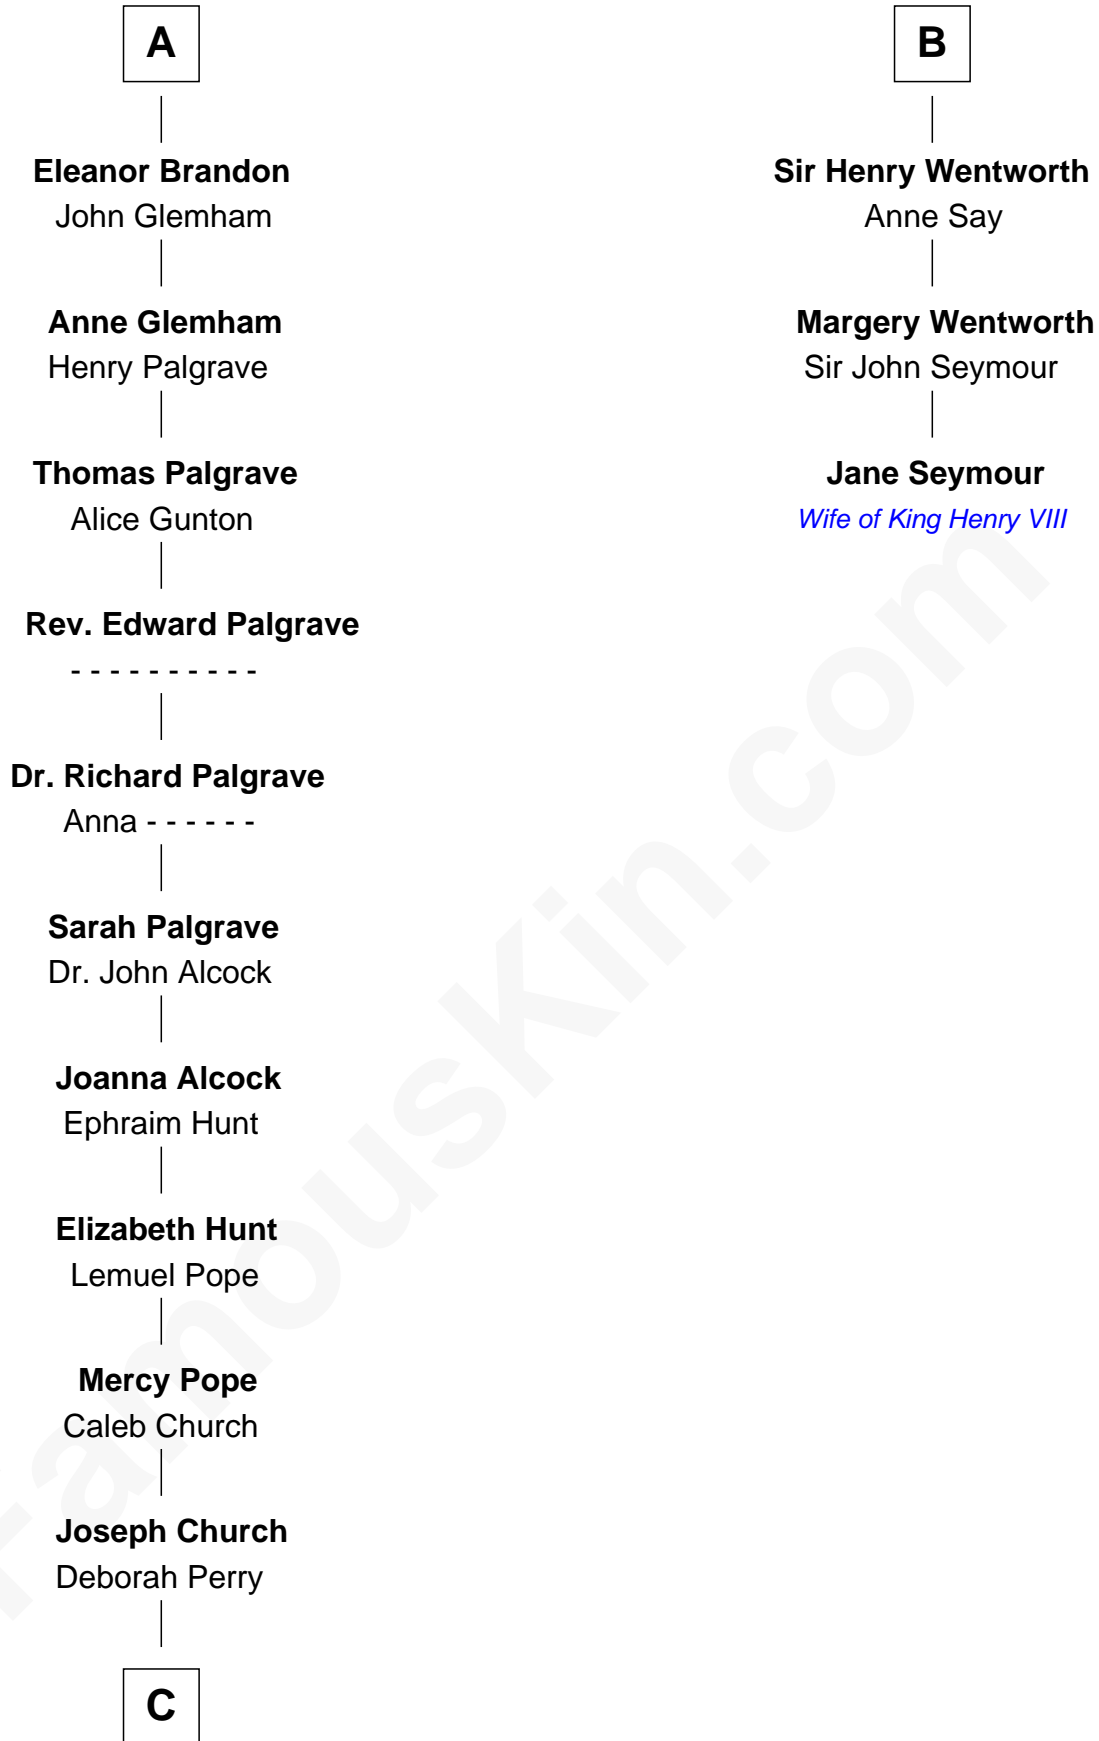 A
Eleanor Brandon
John Glemham
Anne Glemham
Henry Palgrave
Thomas Palgrave
Alice Gunton
Rev. Edward Palgrave
- - - - - - - - - -
Dr. Richard Palgrave
Anna - - - - - -
Sarah Palgrave
Dr. John Alcock
Joanna Alcock
Ephraim Hunt
Elizabeth Hunt
Lemuel Pope
Mercy Pope
Caleb Church
Joseph Church
Deborah Perry
C
B
Sir Henry Wentworth
Anne Say
Margery Wentworth
Sir John Seymour
Jane Seymour
Wife of King Henry VIII
FamousKin.com